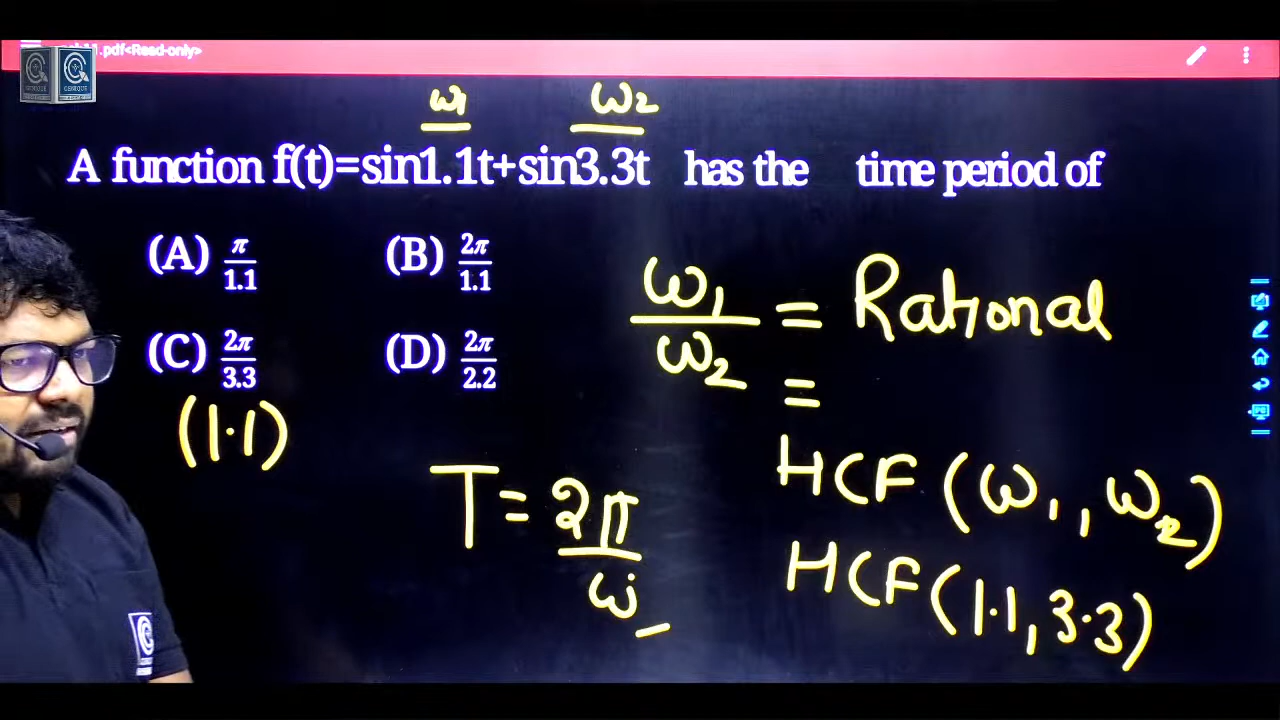 .pdf<Read-only>
ω1 ω2
A function f(t)=sin1.1t+sin3.3t has the time period of
(A) π/1.1 (B) 2π/1.1
(C) 2π/3.3 (D) 2π/2.2
ω1/ω2 = Rational
=
(1.1)
T = 2π/ω
HCF (ω1, ω2)
HCF (1.1, 3.3)